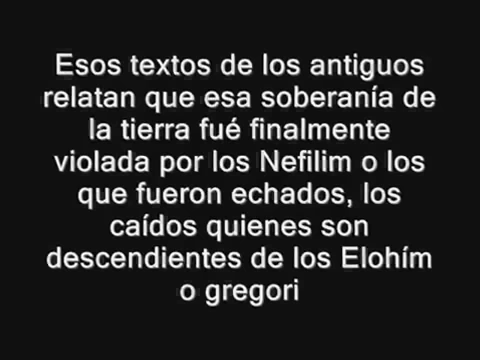 Esos textos de los antiguos
relatan que esa soberanía de
la tierra fué finalmente
violada por los Nefilim o los
que fueron echados, los
caídos quienes son
descendientes de los Elohím
o gregori